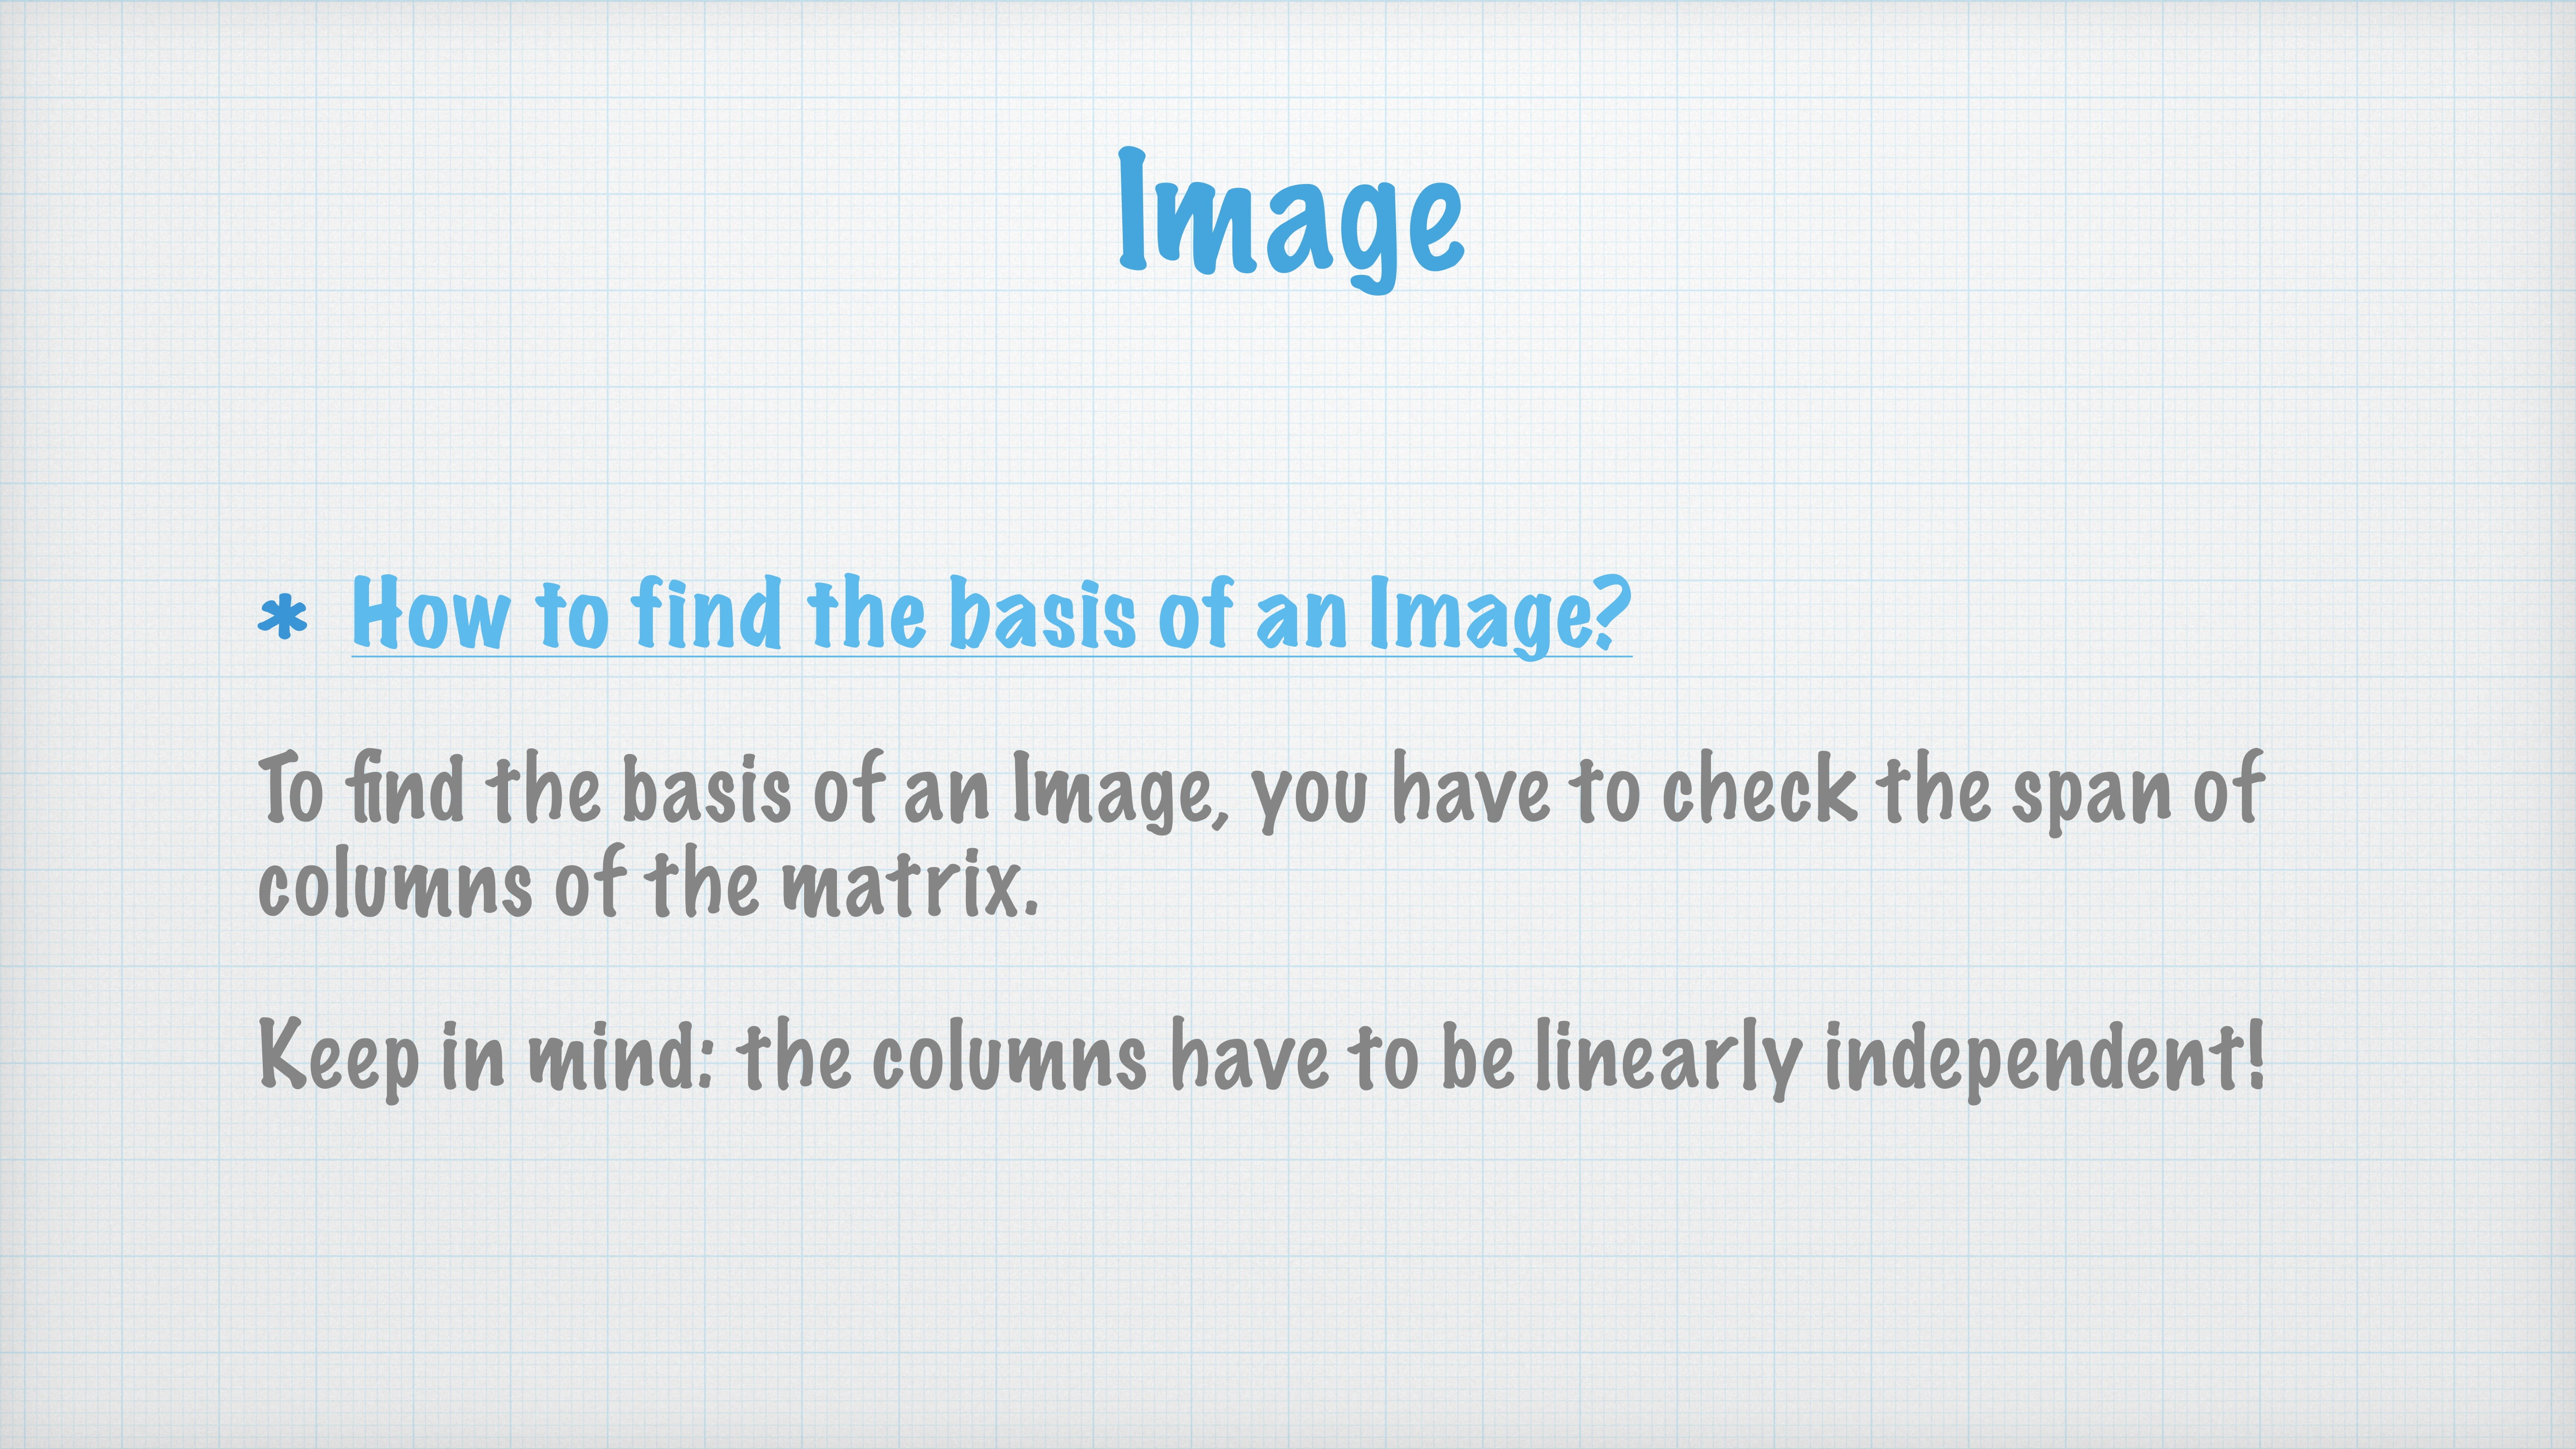 Image
* How to find the basis of an Image?
To find the basis of an Image, you have to check the span of
columns of the matrix.
Keep in mind: the columns have to be linearly independent!